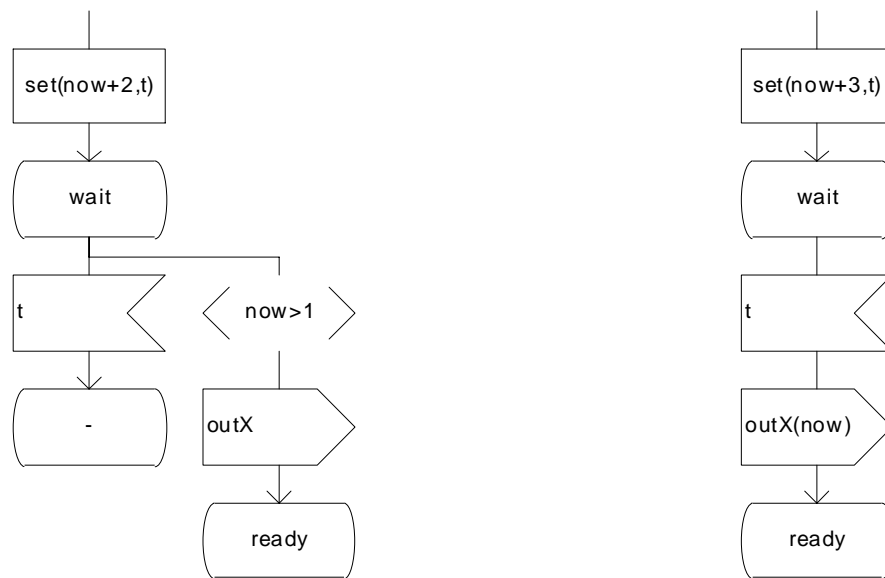 set(now+2,t)
wait
t
now>1
-
outX
ready
set(now+3,t)
wait
t
outX(now)
ready